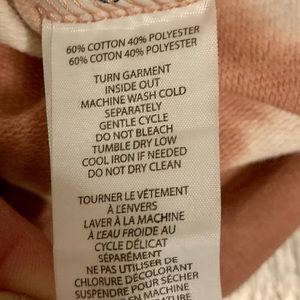 60% COTTON 40% POLYESTER
60% COTON 40% POLYESTER
TURN GARMENT
INSIDE OUT
MACHINE WASH COLD
SEPARATELY
GENTLE CYCLE
DO NOT BLEACH
TUMBLE DRY LOW
COOL IRON IF NEEDED
DO NOT DRY CLEAN
TOURNER LE VÊTEMENT
À L'ENVERS
LAVER À LA MACHINE
À L'EAU FROIDE AU
CYCLE DÉLICAT
SÉPARÉMENT
NE PAS UTILISER DE
CHLORURE DÉCOLORANT
SUSPENDRE POUR SÉCHER
EN MACHINE